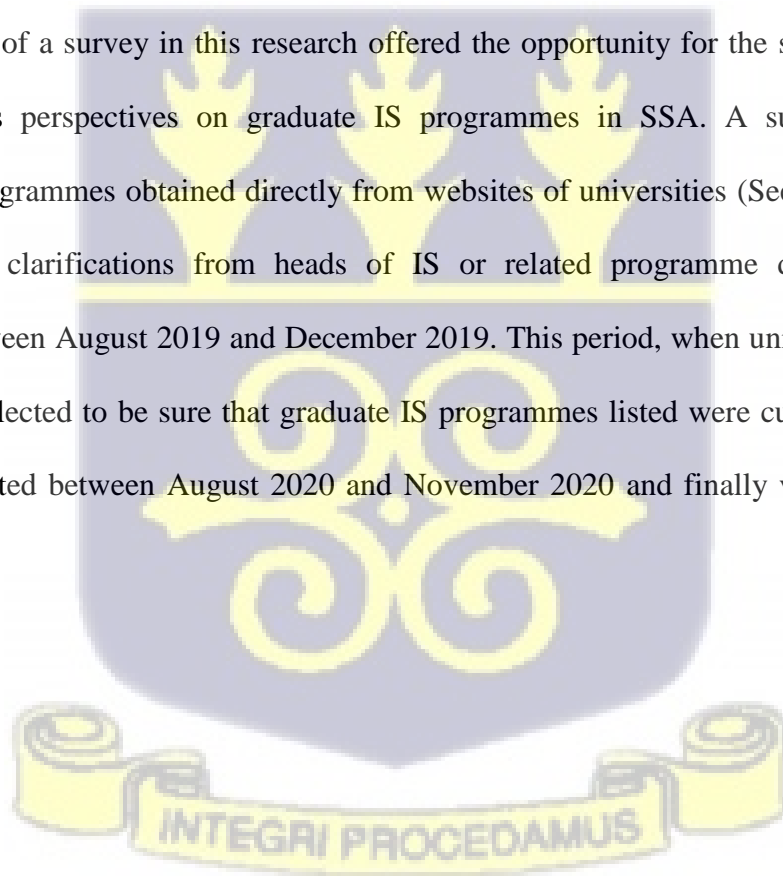 of a survey in this research offered the opportunity for the s
perspectives on graduate IS programmes in SSA. A su
grammes obtained directly from websites of universities (See
clarifications from heads of IS or related programme
een August 2019 and December 2019. This period, when uni
lected to be sure that graduate IS programmes listed were cu
ted between August 2020 and November 2020 and finally
INTEGRI PROCEDAMUS